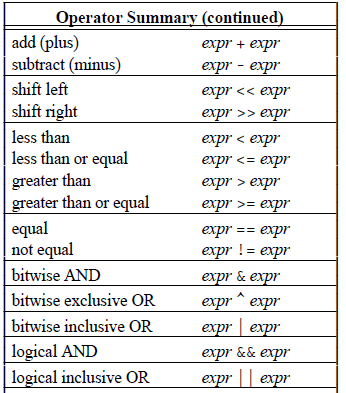 Operator Summary (continued)
add (plus) expr + expr
subtract (minus) expr - expr
shift left expr << expr
shift right expr >> expr
less than expr < expr
less than or equal expr <= expr
greater than expr > expr
greater than or equal expr >= expr
equal expr == expr
not equal expr != expr
bitwise AND expr & expr
bitwise exclusive OR expr ^ expr
bitwise inclusive OR expr | expr
logical AND expr && expr
logical inclusive OR expr || expr